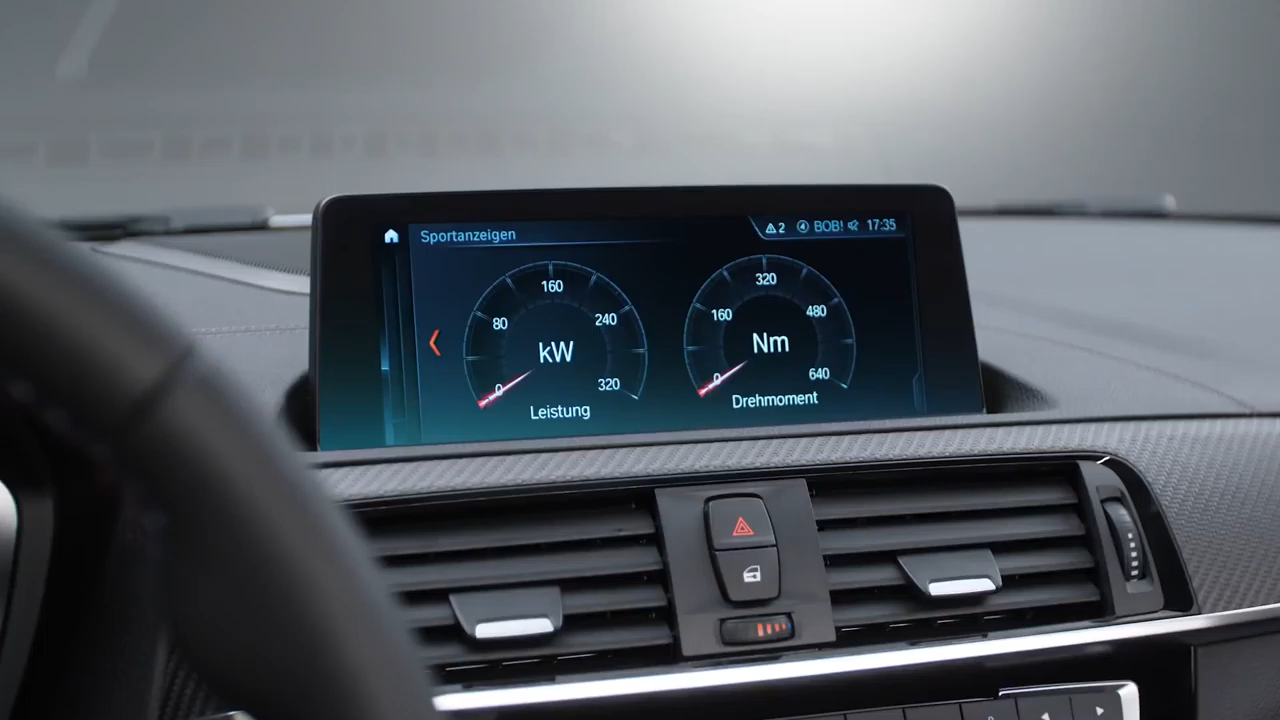 Sportanzeigen
2 4 BOB! 17:35
0 80 160 240 320
kW
Leistung
0 160 320 480 640
Nm
Drehmoment